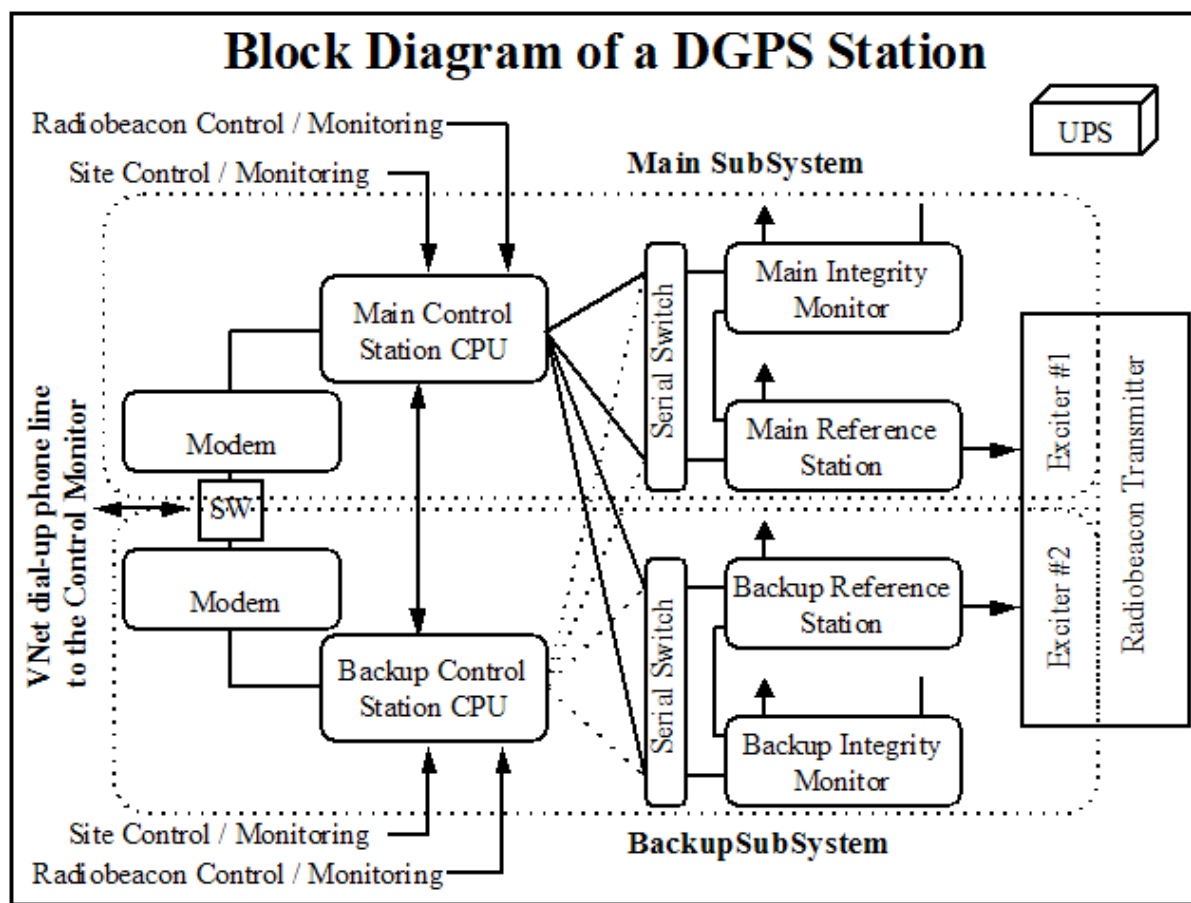 Block Diagram of a DGPS Station
Radiobeacon Control / Monitoring
Site Control / Monitoring
UPS
Main SubSystem
Main Control
Station CPU
Serial Switch
Main Integrity
Monitor
Main Reference
Station
Exciter #1
Radiobeacon Transmitter
Modem
SW
VNet dial-up phone line
to the Control Monitor
Modem
Backup Control
Station CPU
Serial Switch
Backup Reference
Station
Exciter #2
Backup Integrity
Monitor
Site Control / Monitoring
Radiobeacon Control / Monitoring
BackupSubSystem